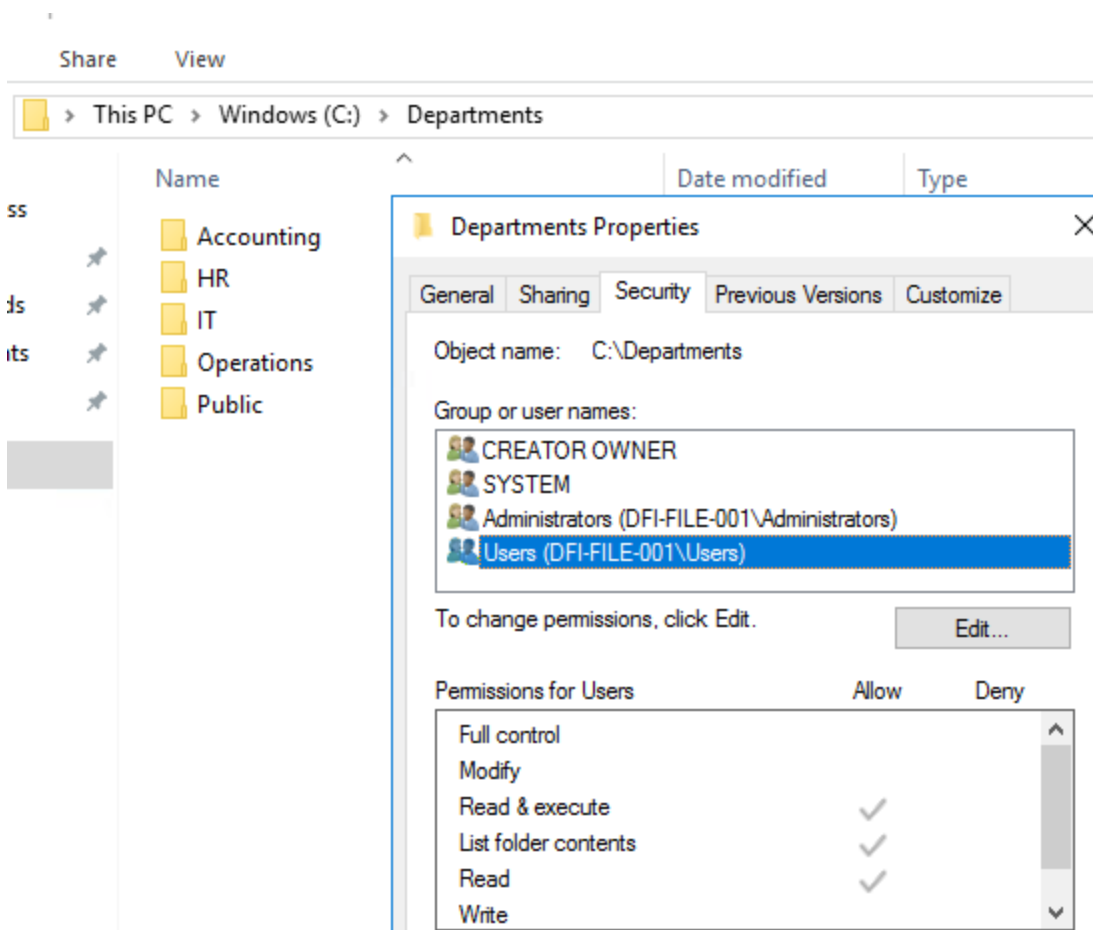 Share View
This PC > Windows (C:) > Departments
Name Date modified Type
ss
Accounting
HR
ds
IT
nts
Operations
Public
Departments Properties
General Sharing Security Previous Versions Customize
Object name: C:\Departments
Group or user names:
CREATOR OWNER
SYSTEM
Administrators (DFI-FILE-001\Administrators)
Users (DFI-FILE-001\Users)
To change permissions, click Edit.
Edit...
Permissions for Users Allow Deny
Full control
Modify
Read & execute
List folder contents
Read
Write